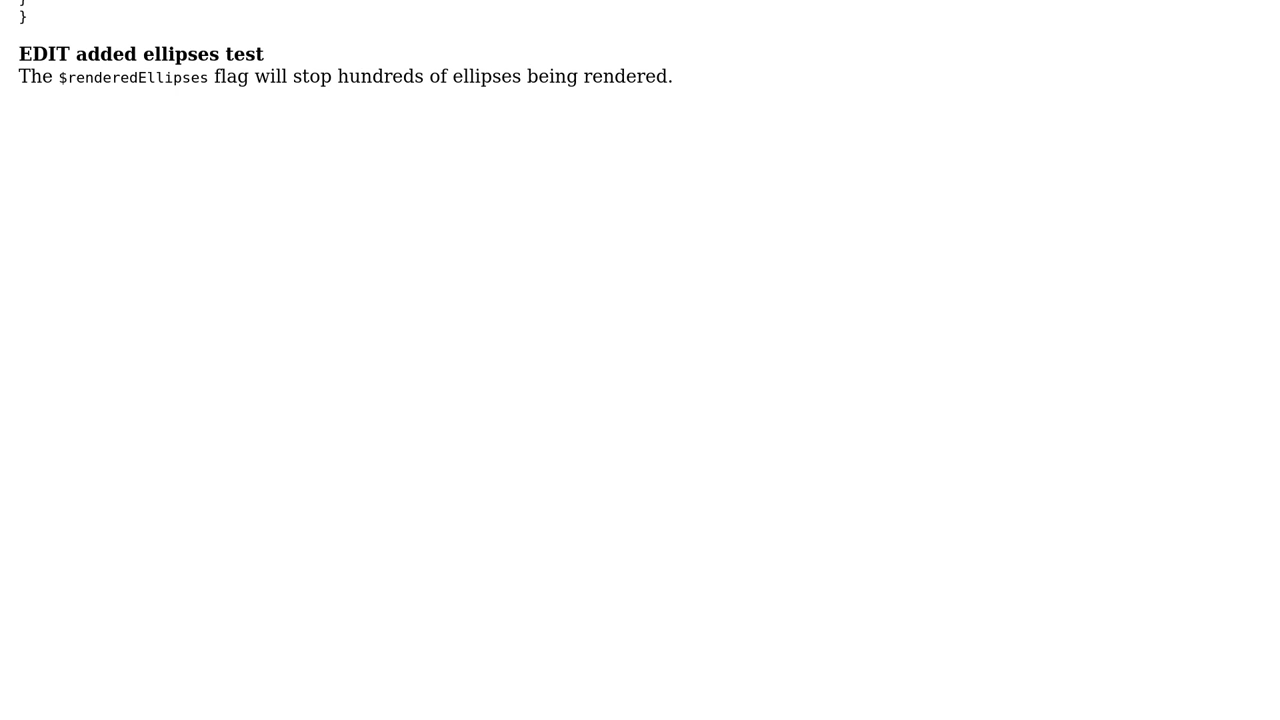 }
}
EDIT added ellipses test
The $renderedEllipses flag will stop hundreds of ellipses being rendered.